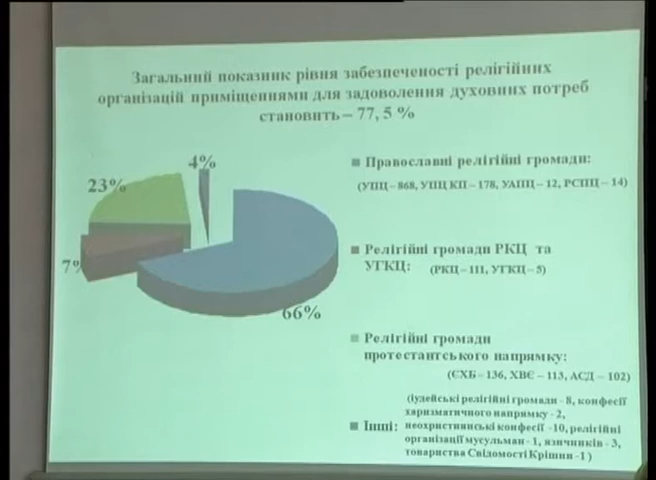 Загальний показник рівня забезпеченості релігійних
організацій приміщеннями для задоволення духовних потреб
становить – 77, 5 %
4%
23%
7%
66%
Православні релігійні громади:
(УПЦ – 868, УПЦ КП – 178, УАПЦ – 12, РСПЦ – 14)
Релігійні громади РКЦ та
УГКЦ: (РКЦ – 111, УГКЦ – 5)
Релігійні громади
протестантського напрямку:
(ЄХБ – 136, ХВЄ – 113, АСД – 102)
(іудейські релігійні громади - 8, конфесії
харизматичного напрямку - 2,
Інші: неохристиянські конфесії -10, релігійні
організації мусульман - 1, язичників - 3,
товариства Свідомості Крішни -1 )